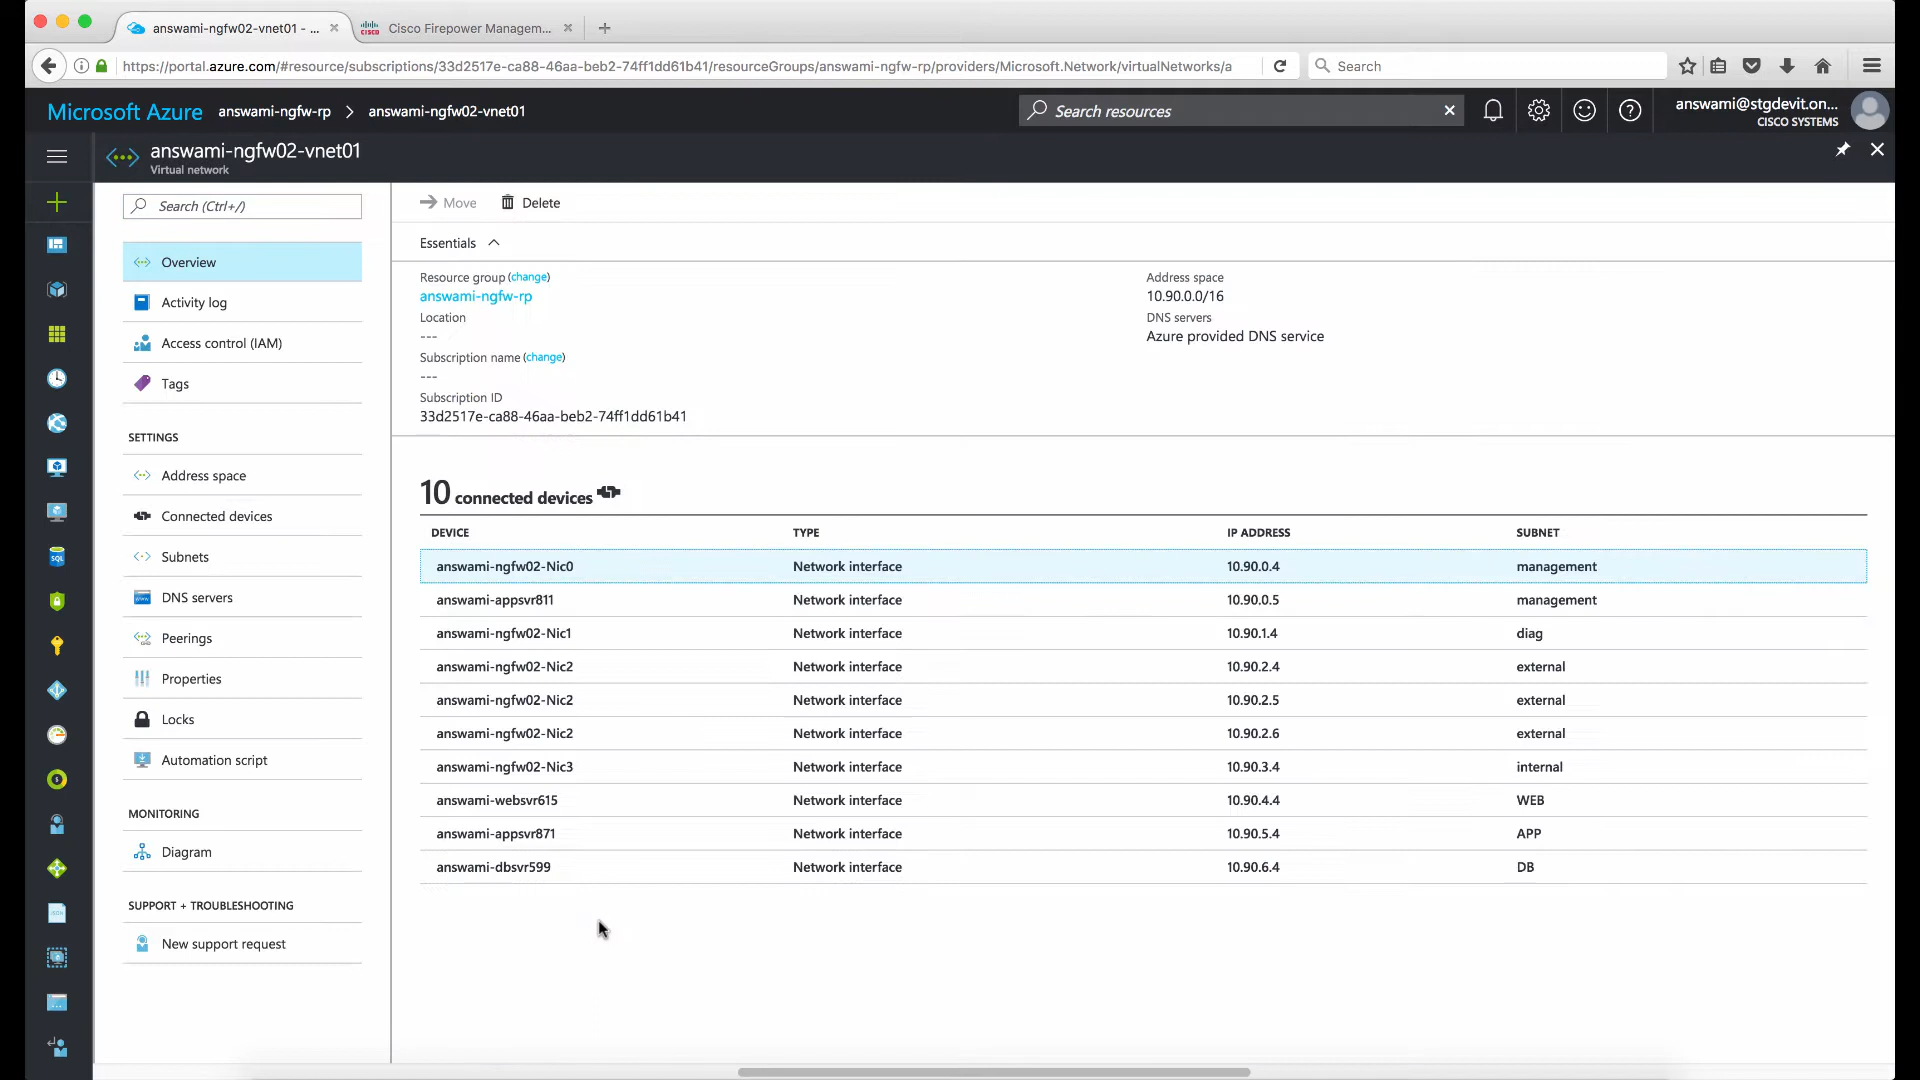 answami-ngfw02-vnet01 - ...
Cisco Firepower Managem...
https://portal.azure.com/#resource/subscriptions/33d2517e-ca88-46aa-beb2-74ff1dd61b41/resourceGroups/answami-ngfw-rp/providers/Microsoft.Network/virtualNetworks/a
Search
Microsoft Azure answami-ngfw-rp > answami-ngfw02-vnet01
Search resources
answami@stgdevit.on...
CISCO SYSTEMS
answami-ngfw02-vnet01
Virtual network
Search (Ctrl+/)
Overview
Activity log
Access control (IAM)
Tags
SETTINGS
Address space
Connected devices
Subnets
DNS servers
Peerings
Properties
Locks
Automation script
MONITORING
Diagram
SUPPORT + TROUBLESHOOTING
New support request
Move Delete
Essentials
Resource group (change)
answami-ngfw-rp
Location
---
Subscription name (change)
---
Subscription ID
33d2517e-ca88-46aa-beb2-74ff1dd61b41
Address space
10.90.0.0/16
DNS servers
Azure provided DNS service
10 connected devices
DEVICE TYPE IP ADDRESS SUBNET
answami-ngfw02-Nic0 Network interface 10.90.0.4 management
answami-appsvr811 Network interface 10.90.0.5 management
answami-ngfw02-Nic1 Network interface 10.90.1.4 diag
answami-ngfw02-Nic2 Network interface 10.90.2.4 external
answami-ngfw02-Nic2 Network interface 10.90.2.5 external
answami-ngfw02-Nic2 Network interface 10.90.2.6 external
answami-ngfw02-Nic3 Network interface 10.90.3.4 internal
answami-websvr615 Network interface 10.90.4.4 WEB
answami-appsvr871 Network interface 10.90.5.4 APP
answami-dbsvr599 Network interface 10.90.6.4 DB